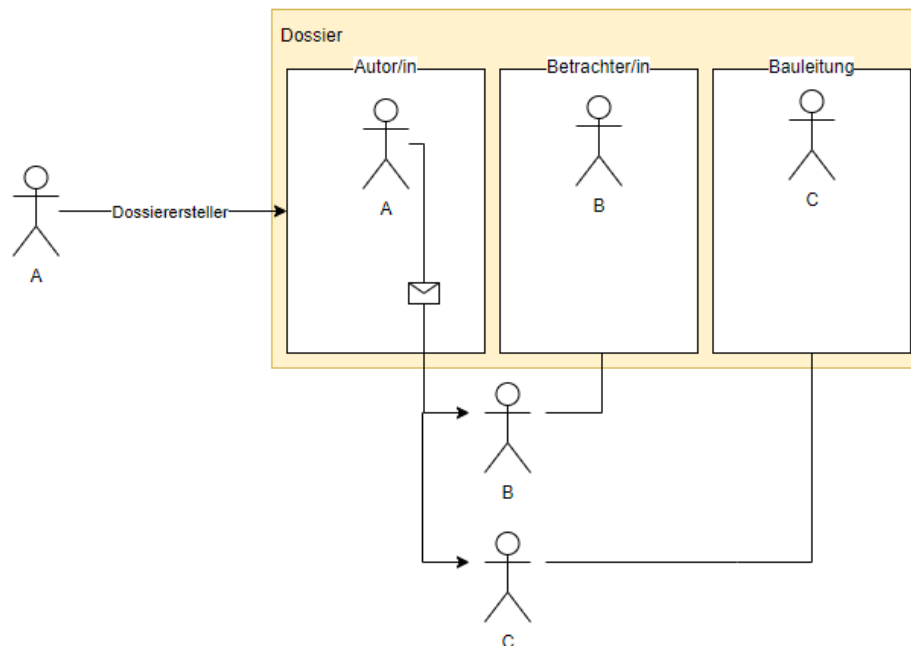 Dossier
Autor/in
Betrachter/in
Bauleitung
A
B
C
Dossierersteller
A
B
C